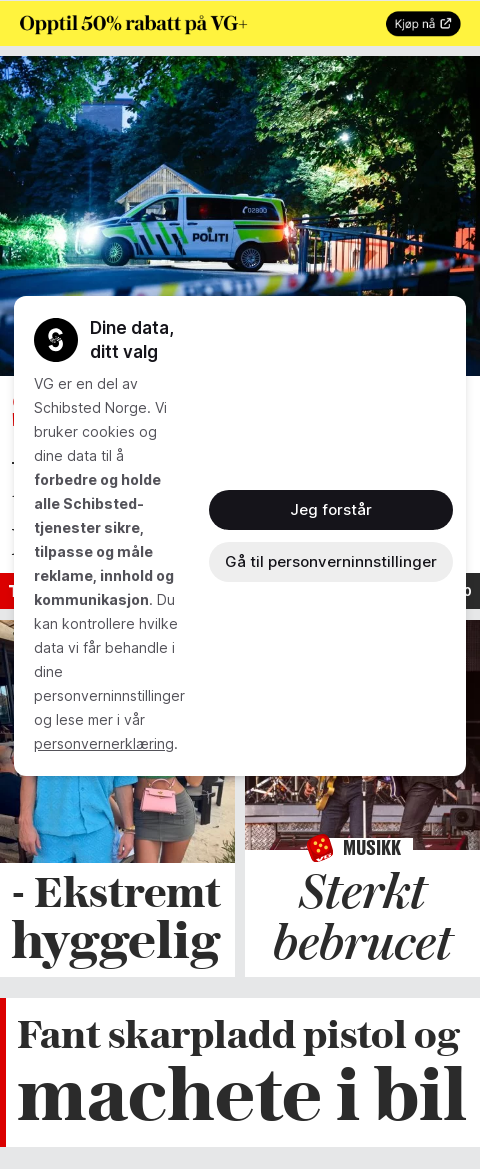 Opptil 50% rabatt på VG+
Kjøp nå
02800
POLITI
Dine data,
ditt valg
VG er en del av
Schibsted Norge. Vi
bruker cookies og
dine data til å
forbedre og holde
alle Schibsted-
tjenester sikre,
tilpasse og måle
reklame, innhold og
kommunikasjon. Du
kan kontrollere hvilke
data vi får behandle i
dine
personverninnstillinger
og lese mer i vår
personvernerklæring.
Jeg forstår
Gå til personverninnstillinger
MUSIKK
- Ekstremt
hyggelig
Sterkt
bebrucet
Fant skarpladd pistol og
machete i bil